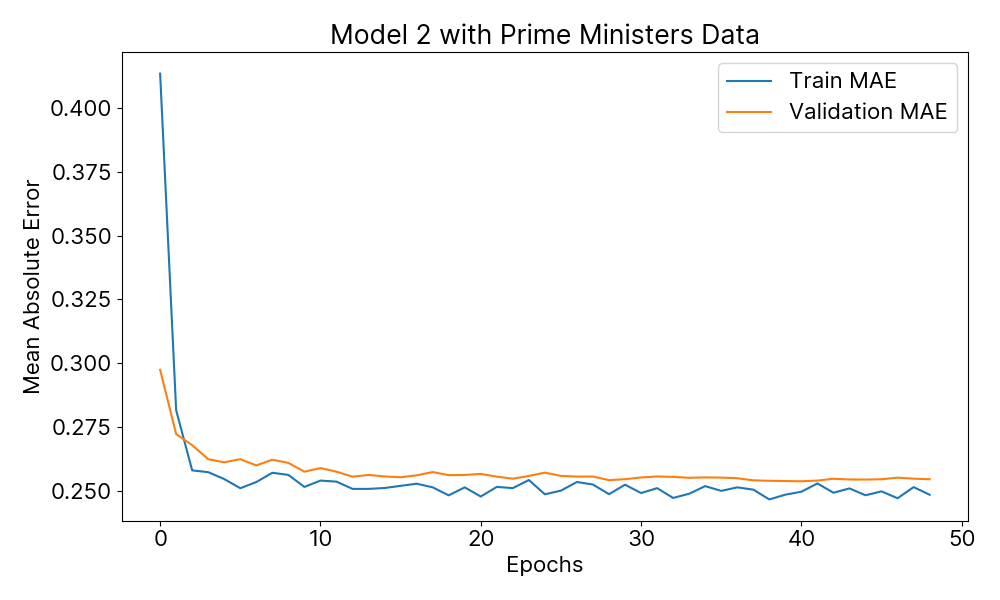 Model 2 with Prime Ministers Data
Train MAE
Validation MAE
Mean Absolute Error
0.400
0.375
0.350
0.325
0.300
0.275
0.250
0 10 20 30 40 50
Epochs